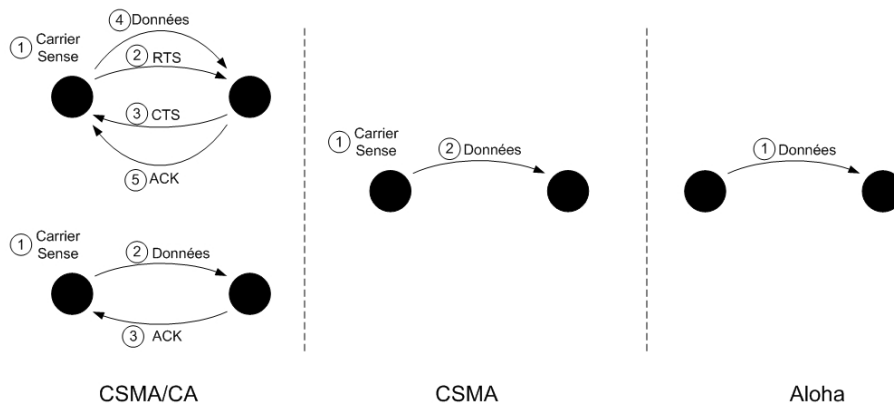 ④ Données
① Carrier
Sense
② RTS
③ CTS
⑤ ACK
① Carrier
Sense
② Données
③ ACK
CSMA/CA
① Carrier
Sense
② Données
CSMA
① Données
Aloha